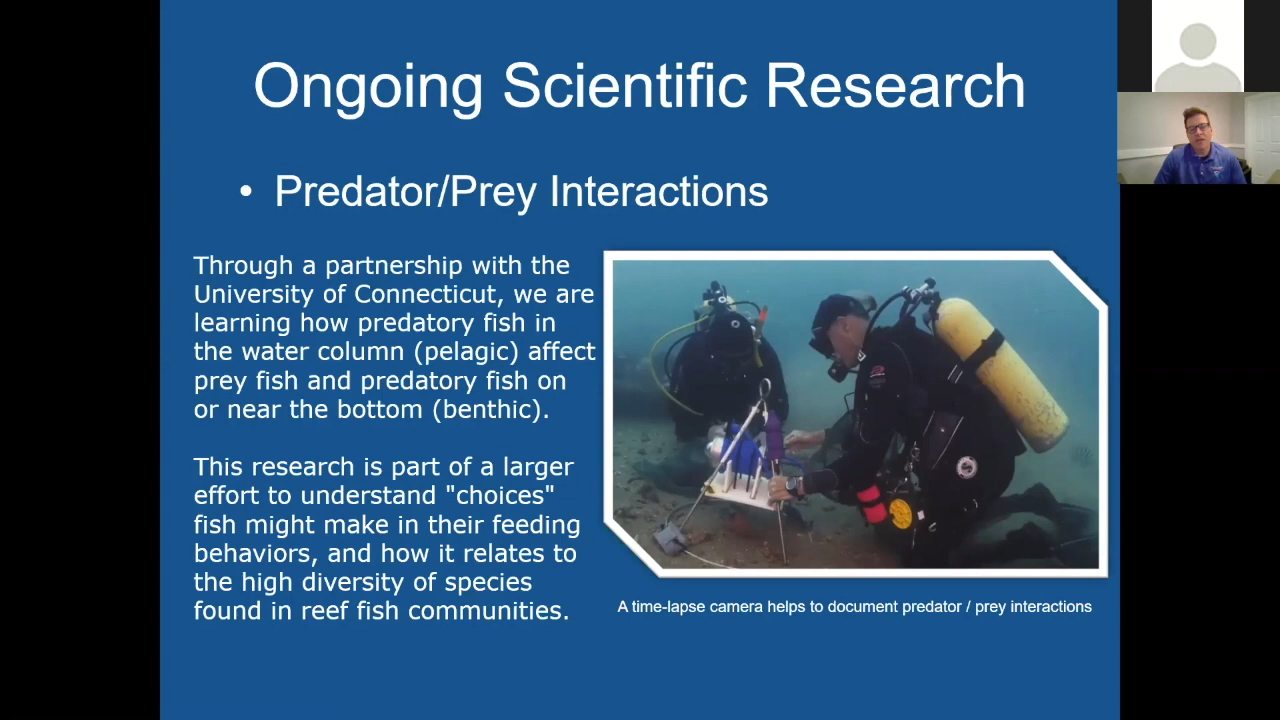 Ongoing Scientific Research
• Predator/Prey Interactions
Through a partnership with the
University of Connecticut, we are
learning how predatory fish in
the water column (pelagic) affect
prey fish and predatory fish on
or near the bottom (benthic).
This research is part of a larger
effort to understand "choices"
fish might make in their feeding
behaviors, and how it relates to
the high diversity of species
found in reef fish communities.
A time-lapse camera helps to document predator / prey interactions